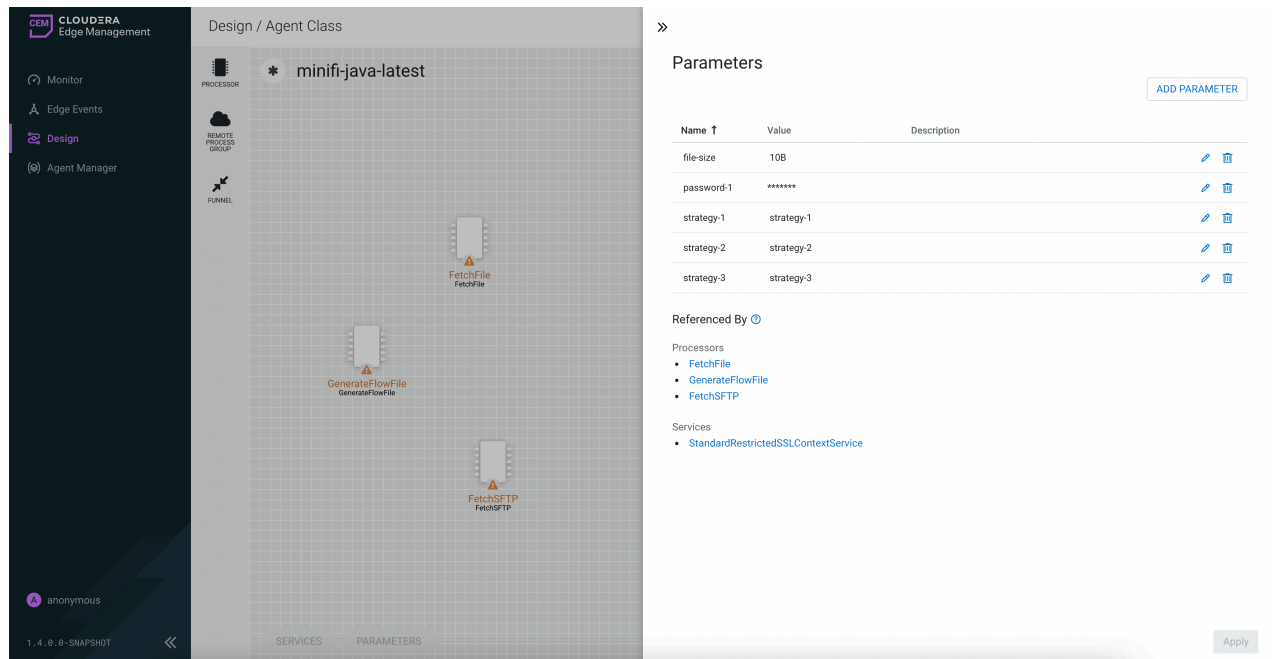 CEM CLOUDERA
Edge Management
Monitor
Edge Events
Design
Agent Manager
A anonymous
1.4.0.0-SNAPSHOT
Design / Agent Class
PROCESSOR
REMOTE
PROCESS
GROUP
FUNNEL
minifi-java-latest
FetchFile
FetchFile
GenerateFlowFile
GenerateFlowFile
FetchSFTP
FetchSFTP
SERVICES PARAMETERS
Parameters
ADD PARAMETER
Name ↑ Value Description
file-size 10B
password-1 *******
strategy-1 strategy-1
strategy-2 strategy-2
strategy-3 strategy-3
Referenced By
Processors
• FetchFile
• GenerateFlowFile
• FetchSFTP
Services
• StandardRestrictedSSLContextService
Apply